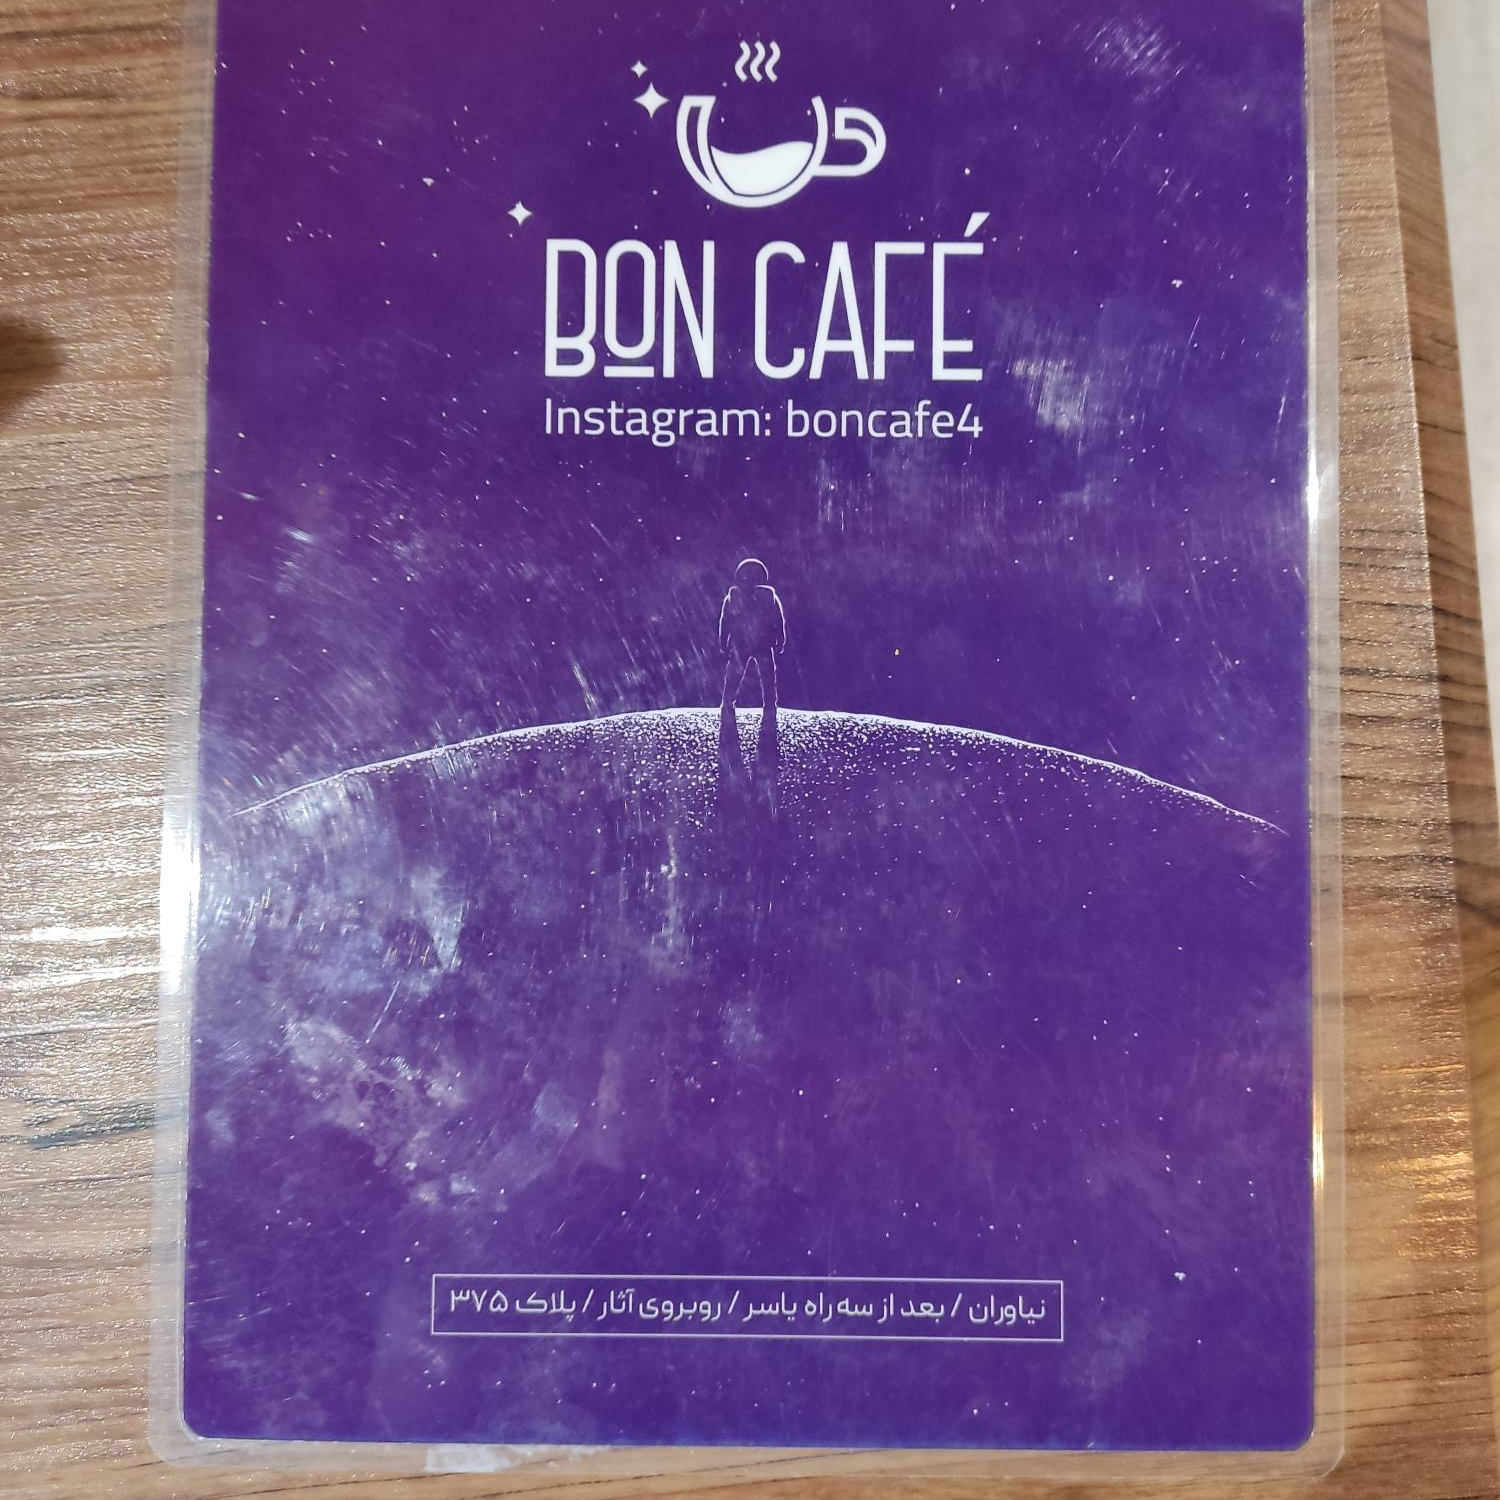 BON CAFÉ
Instagram: boncafe4
نیاوران / بعد از سه‌راه یاسر / روبروی آثار / پلاک ۳۷۵